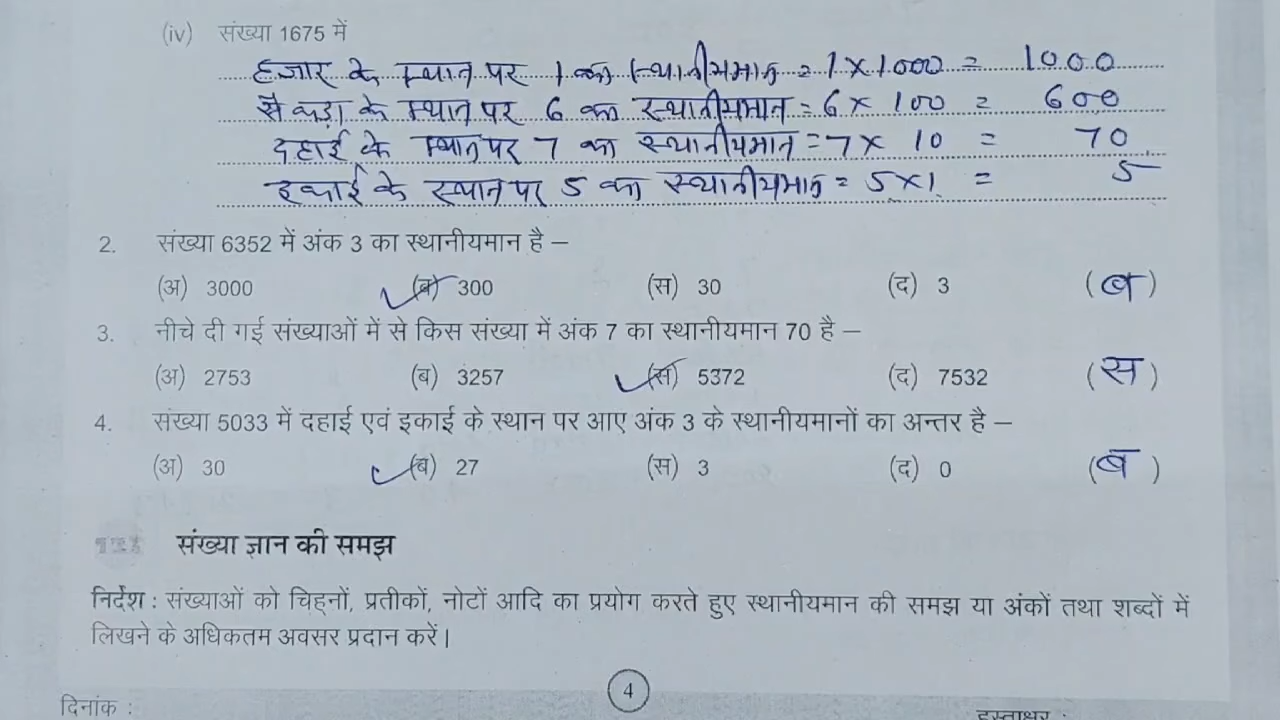 (iv) संख्या 1675 में
हजार के स्थान पर 1 का स्थानीयमान = 1 × 1000 = 1000
सैकड़ा के स्थान पर 6 का स्थानीयमान = 6 × 100 = 600
दहाई के स्थान पर 7 का स्थानीयमान = 7 × 10 = 70
इकाई के स्थान पर 5 का स्थानीयमान = 5 × 1 = 5
2. संख्या 6352 में अंक 3 का स्थानीयमान है –
(अ) 3000 (ब) 300 (स) 30 (द) 3 (ब)
3. नीचे दी गई संख्याओं में से किस संख्या में अंक 7 का स्थानीयमान 70 है –
(अ) 2753 (ब) 3257 (स) 5372 (द) 7532 (स)
4. संख्या 5033 में दहाई एवं इकाई के स्थान पर आए अंक 3 के स्थानीयमानों का अन्तर है –
(अ) 30 (ब) 27 (स) 3 (द) 0 (ब)
संख्या ज्ञान की समझ
निर्देश : संख्याओं को चिह्नों, प्रतीकों, नोटों आदि का प्रयोग करते हुए स्थानीयमान की समझ या अंकों तथा शब्दों में
लिखने के अधिकतम अवसर प्रदान करें।
4
दिनांक : हस्ताक्षर :